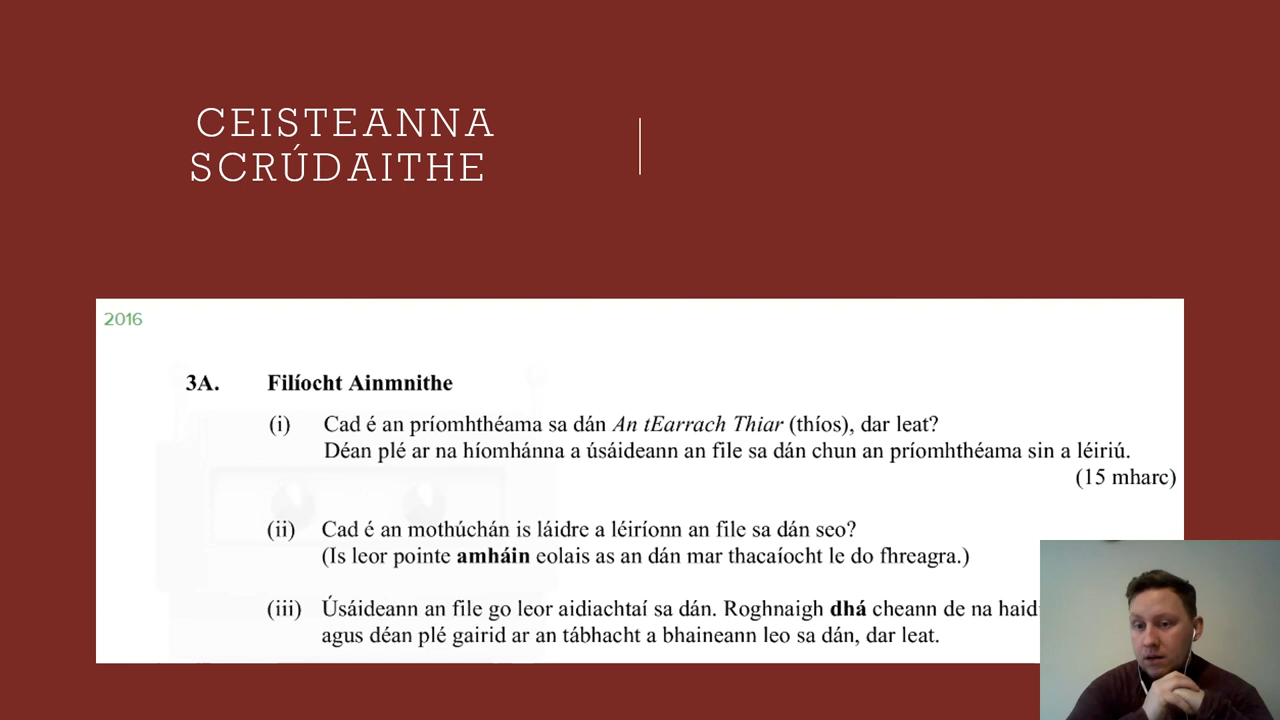 CEISTEANNA
SCRÚDAITHE
2016
3A. Filíocht Ainmnithe
(i) Cad é an príomhthéama sa dán An tEarrach Thiar (thíos), dar leat?
Déan plé ar na híomhánna a úsáideann an file sa dán chun an príomhthéama sin a léiriú.
(15 mharc)
(ii) Cad é an mothúchán is láidre a léiríonn an file sa dán seo?
(Is leor pointe amháin eolais as an dán mar thacaíocht le do fhreagra.)
(iii) Úsáideann an file go leor aidiachtaí sa dán. Roghnaigh dhá cheann de na
agus déan plé gairid ar an tábhacht a bhaineann leo sa dán, dar leat.